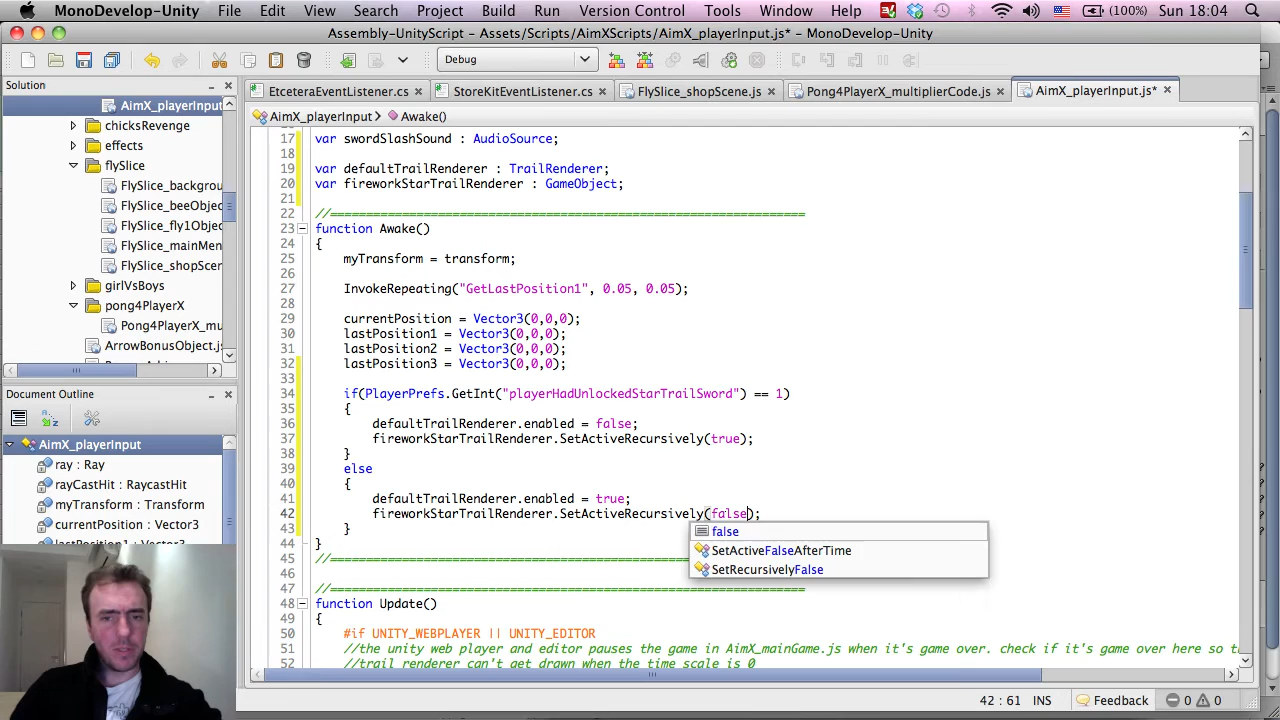 MonoDevelop-Unity File Edit View Search Project Build Run Version Control Tools Window Help (100%) Sun 18:04
Assembly-UnityScript - Assets/Scripts/AimXScripts/AimX_playerInput.js* - MonoDevelop-Unity
Debug
Solution
EtceteraEventListener.cs StoreKitEventListener.cs FlySlice_shopScene.js Pong4PlayerX_multiplierCode.js AimX_playerInput.js*
AimX_playerInput Awake()
AimX_playerInput
chicksRevenge
effects
flySlice
FlySlice_backgrou
FlySlice_beeObjec
FlySlice_fly1Objec
FlySlice_mainMen
FlySlice_shopScen
girlVsBoys
pong4PlayerX
Pong4PlayerX_mu
ArrowBonusObject.js
Document Outline
AimX_playerInput
ray : Ray
rayCastHit : RaycastHit
myTransform : Transform
currentPosition : Vector3
lastPosition1 : Vector3
17 var swordSlashSound : AudioSource;
18
19 var defaultTrailRenderer : TrailRenderer;
20 var fireworkStarTrailRenderer : GameObject;
21
22 //==================================================================
23 function Awake()
24 {
25 myTransform = transform;
26
27 InvokeRepeating("GetLastPosition1", 0.05, 0.05);
28
29 currentPosition = Vector3(0,0,0);
30 lastPosition1 = Vector3(0,0,0);
31 lastPosition2 = Vector3(0,0,0);
32 lastPosition3 = Vector3(0,0,0);
33
34 if(PlayerPrefs.GetInt("playerHadUnlockedStarTrailSword") == 1)
35 {
36 defaultTrailRenderer.enabled = false;
37 fireworkStarTrailRenderer.SetActiveRecursively(true);
38 }
39 else
40 {
41 defaultTrailRenderer.enabled = true;
42 fireworkStarTrailRenderer.SetActiveRecursively(false);
43 }
44 }
45 //==================================================================
46
47 //==================================================================
48 function Update()
49 {
50 #if UNITY_WEBPLAYER || UNITY_EDITOR
51 //the unity web player and editor pauses the game in AimX_mainGame.js when it's game over. check if it's game over here so t
52 //trail renderer can't get drawn when the time scale is 0
false
SetActiveFalseAfterTime
SetRecursivelyFalse
42 : 61 INS Feedback 0 0